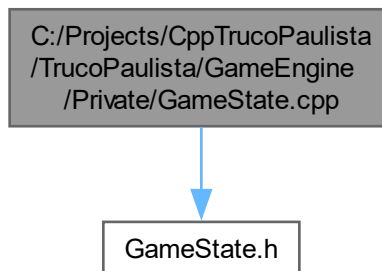 C:/Projects/CppTrucoPaulista
/TrucoPaulista/GameEngine
/Private/GameState.cpp
GameState.h